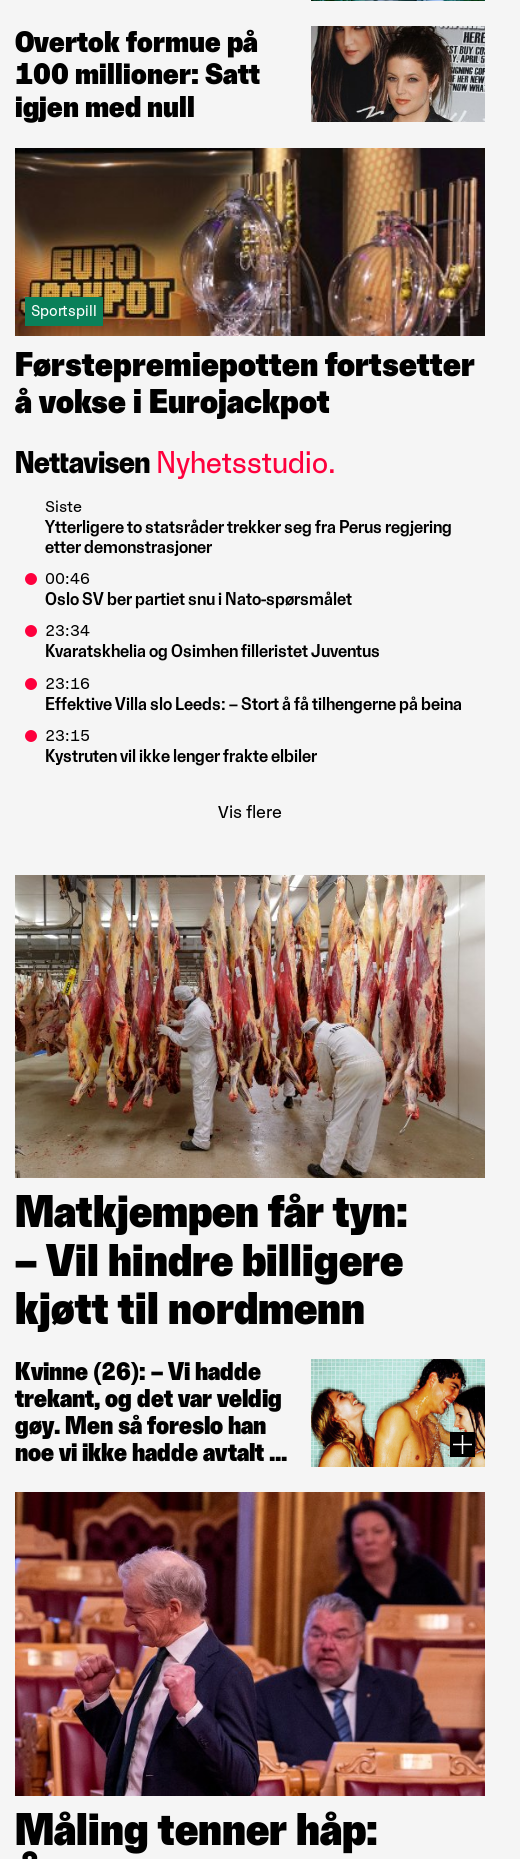 Overtok formue på
100 millioner: Satt
igjen med null
HERE
EST BUY CO
Y, APRIL 5
SIGNING COP
OF HER NEW
NOW WHA
EURO
JACKPOT
Sportspill
Førstepremiepotten fortsetter
å vokse i Eurojackpot
Nettavisen Nyhetsstudio.
Siste
Ytterligere to statsråder trekker seg fra Perus regjering
etter demonstrasjoner
00:46
Oslo SV ber partiet snu i Nato-spørsmålet
23:34
Kvaratskhelia og Osimhen filleristet Juventus
23:16
Effektive Villa slo Leeds: – Stort å få tilhengerne på beina
23:15
Kystruten vil ikke lenger frakte elbiler
Vis flere
Matkjempen får tyn:
– Vil hindre billigere
kjøtt til nordmenn
Kvinne (26): – Vi hadde
trekant, og det var veldig
gøy. Men så foreslo han
noe vi ikke hadde avtalt ...
Måling tenner håp: